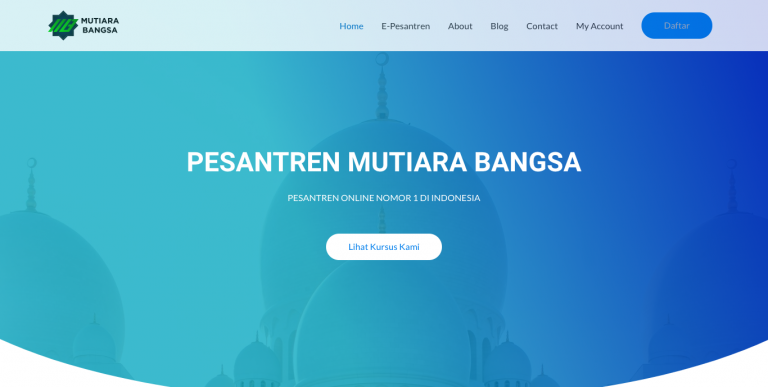 MUTIARA
BANGSA
Home E-Pesantren About Blog Contact My Account Daftar
PESANTREN MUTIARA BANGSA
PESANTREN ONLINE NOMOR 1 DI INDONESIA
Lihat Kursus Kami